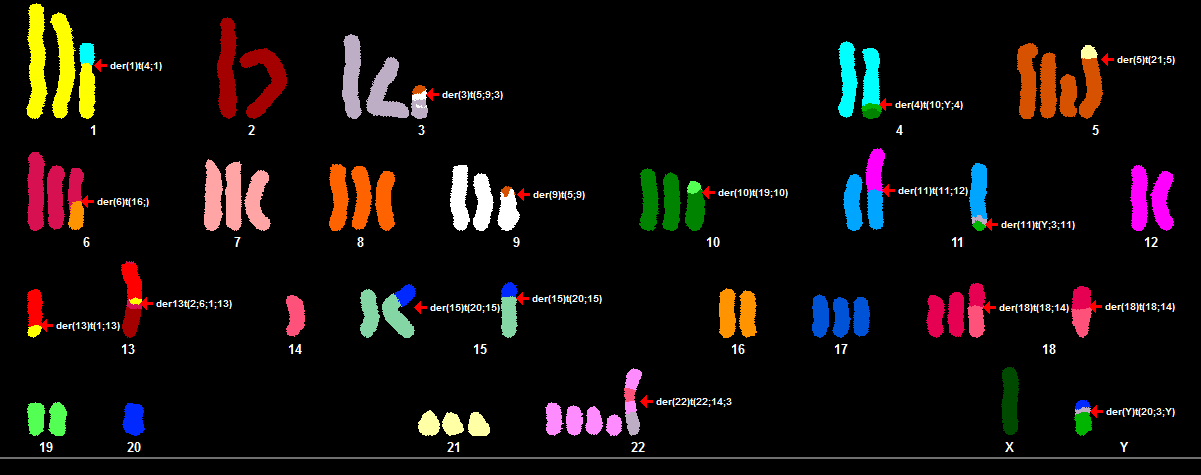 der(1)t(4;1)
der(3)t(5;9;3)
der(4)t(10;Y;4)
der(5)t(21;5)
1 2 3 4 5
der(6)t(16;)
der(9)t(5;9)
der(10)t(19;10)
der(11)t(11;12)
der(11)t(Y;3;11)
6 7 8 9 10 11 12
der(13)t(1;13)
der13t(2;6;1;13)
der(15)t(20;15)
der(15)t(20;15)
der(18)t(18;14)
der(18)t(18;14)
13 14 15 16 17 18
der(22)t(22;14;3
der(Y)t(20;3;Y)
19 20 21 22 X Y